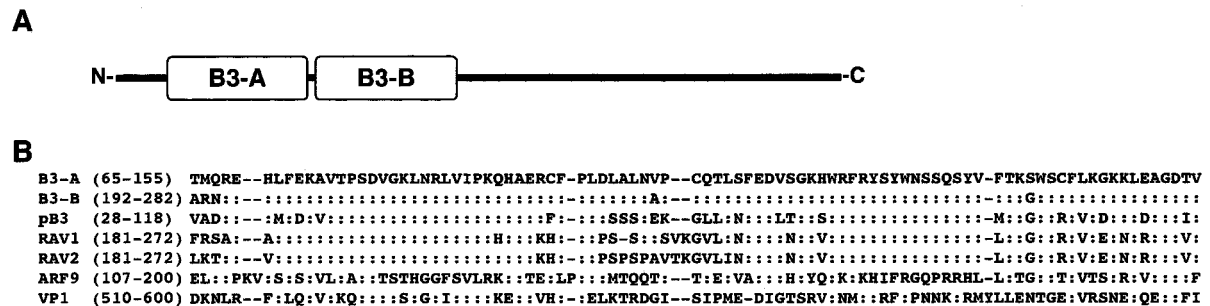 A
N-
B3-A
B3-B
-C
B
B3-A (65-155) TMQRE--HLFEKAVTPSDVGKLNRLVIPKQHAERCF-PLDLALNVP--CQTLSFEDVSGKHWRFRYSYWNSSQSYV-FTKSWSCFLKGKKLEAGDTV
B3-B (192-282) ARN::--::::::::::::::::::::::::::::::-::::::::A:--::::::::::::::::::::::::::::-:::::G:::::::::::::::
pB3 (28-118) VAD:::--:M:D:V::::::::::::::::::::F:-:::SSS:EK--GLL:N:::LT::S::::::::::::::::-:M::G::R:V:D:::D:::I:
RAV1 (181-272) FRSA:--A:::::::::::::::::::::H:::KH:-::PS-S::SVKGVL:N::::N::V::::::::::::::::-L::G::R:V:E:N:R:::V:
RAV2 (181-272) LKT::--V:::::::::::::::::::::::::KH:-::SPSPSPAVTKGVLIN::::N::V::::::::::::::::-L::G::R:V:E:N:R:::V:
ARF9 (107-200) EL::PKV:S:S:VL:A::TSTHGGFSVLRK::TE:LP:::MTQQT::T:E:VA:::H:YQ:K:KHIFRGQPRRHL-L:TG::T:VTS:R:V::::F
VP1 (510-600) DKNLR--F:LQ:V:KQ::::S:G:I::::KE::VH:-:ELKTRDGI--SIPME-DIGTSRV:NM::RF:PNNK:RMYLLENTGE:VRSNE:QE::FI